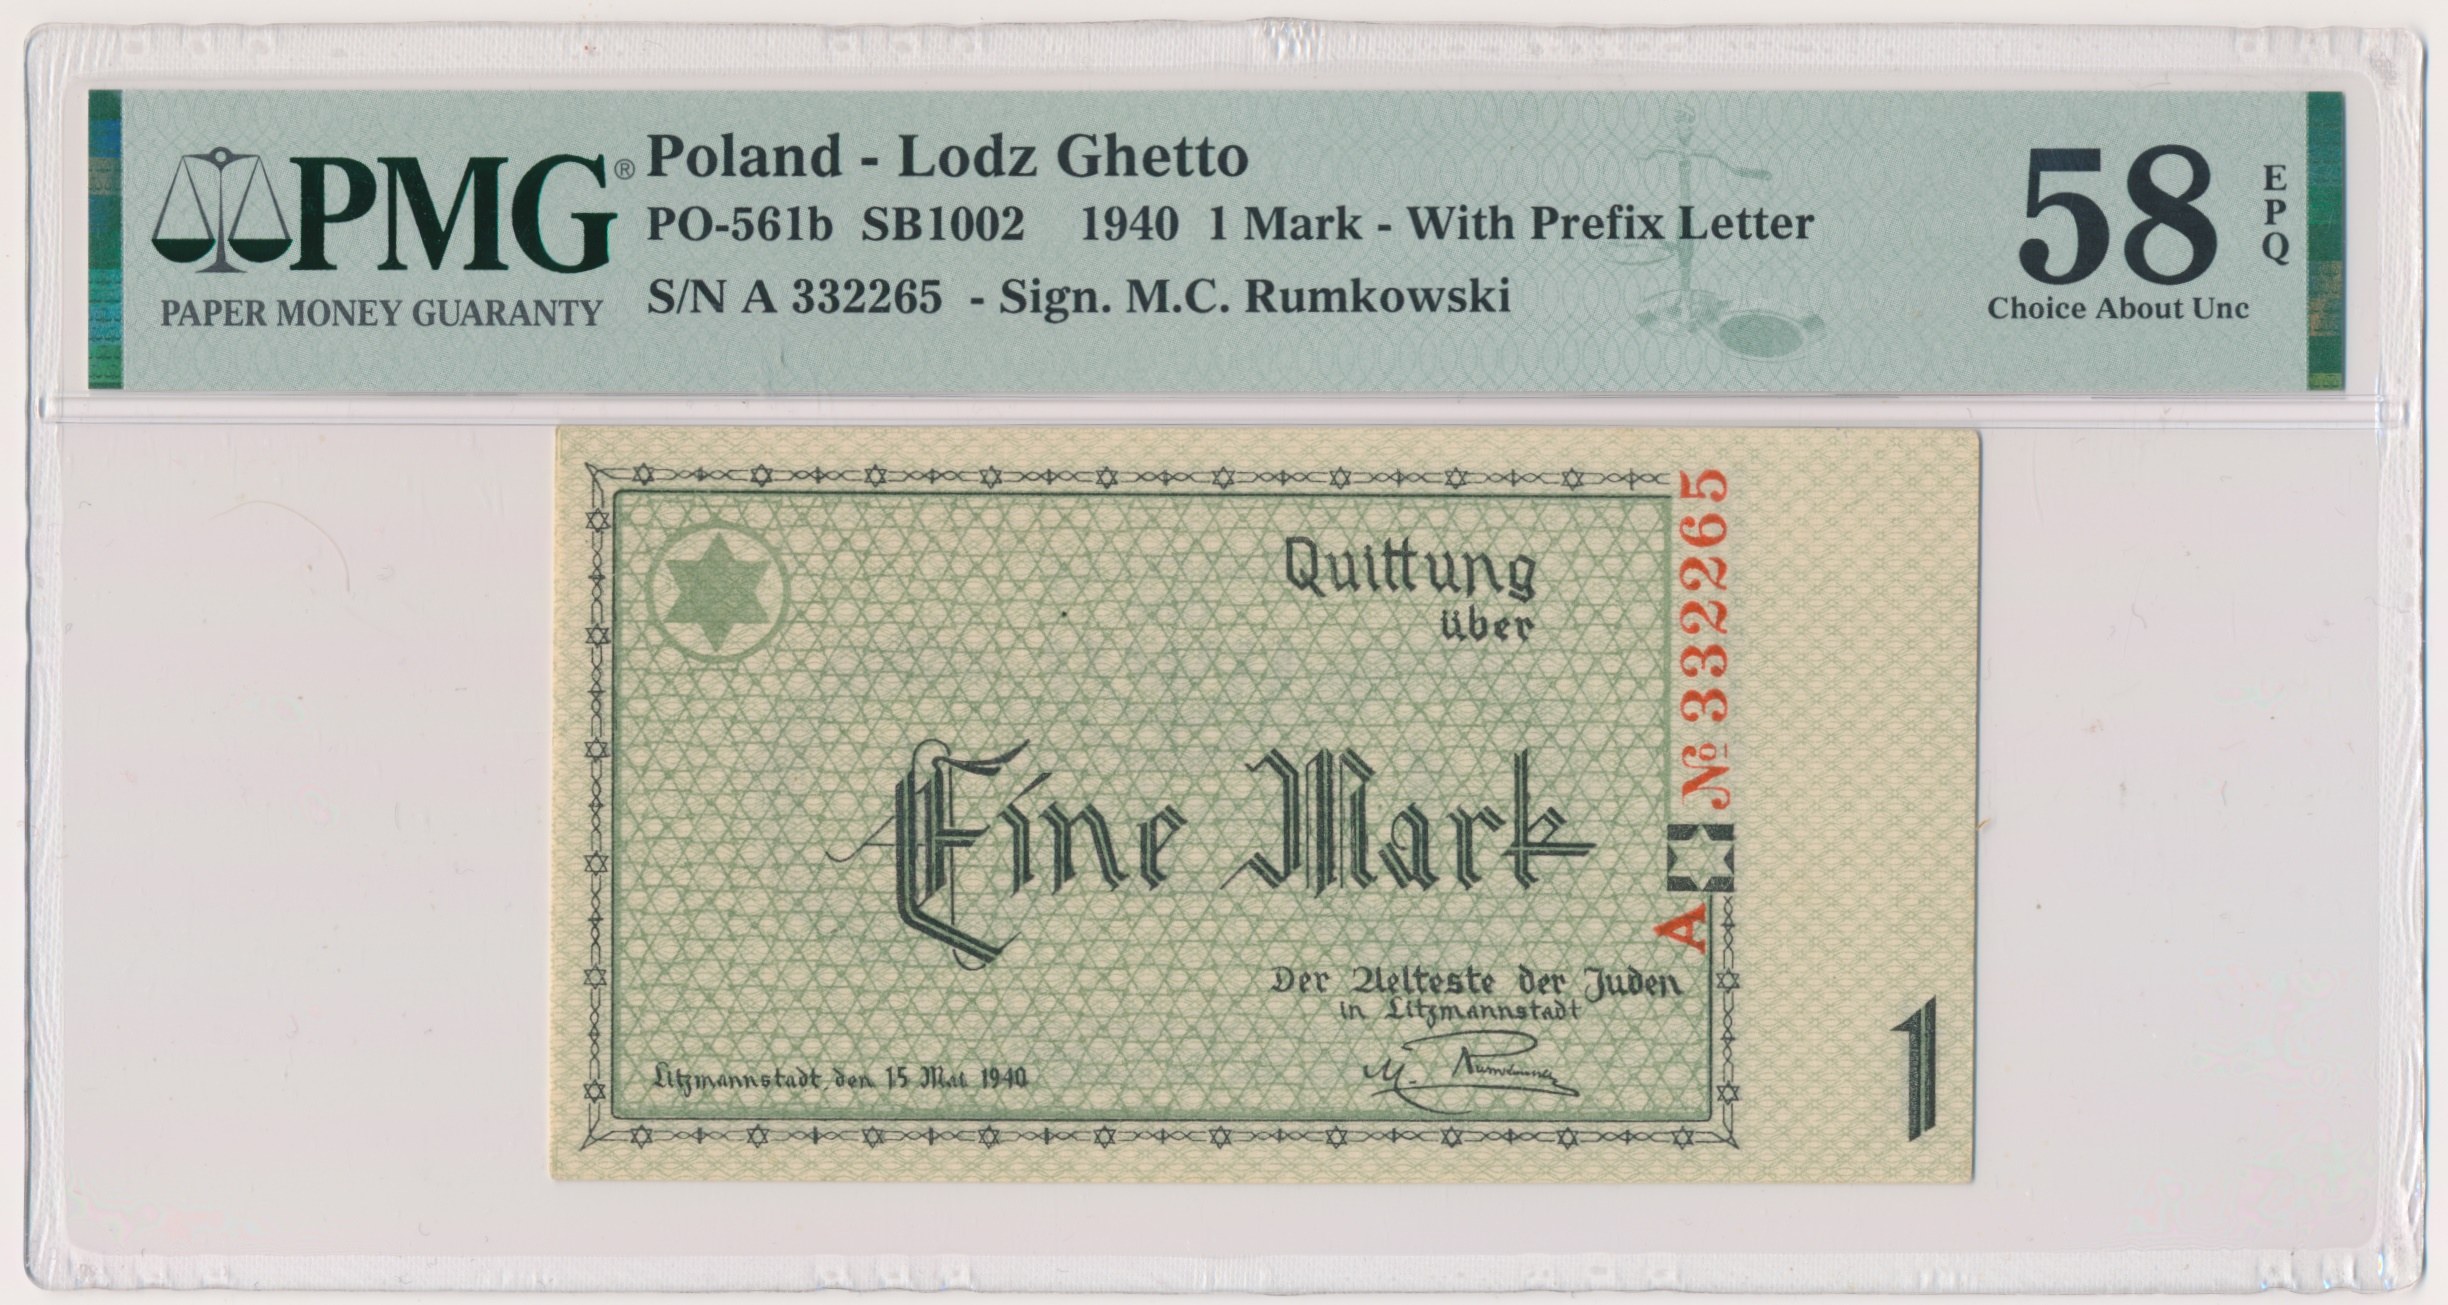 PMG®
PAPER MONEY GUARANTY
Poland - Lodz Ghetto
PO-561b SB1002 1940 1 Mark - With Prefix Letter
S/N A 332265 - Sign. M.C. Rumkowski
58
EPQ
Choice About Unc
Quittung
über
Eine Mark
A № 332265
Der Aelteste der Juden
in Litzmannstadt
Litzmannstadt, den 15 Mai 1940
M. Rumkowski
1